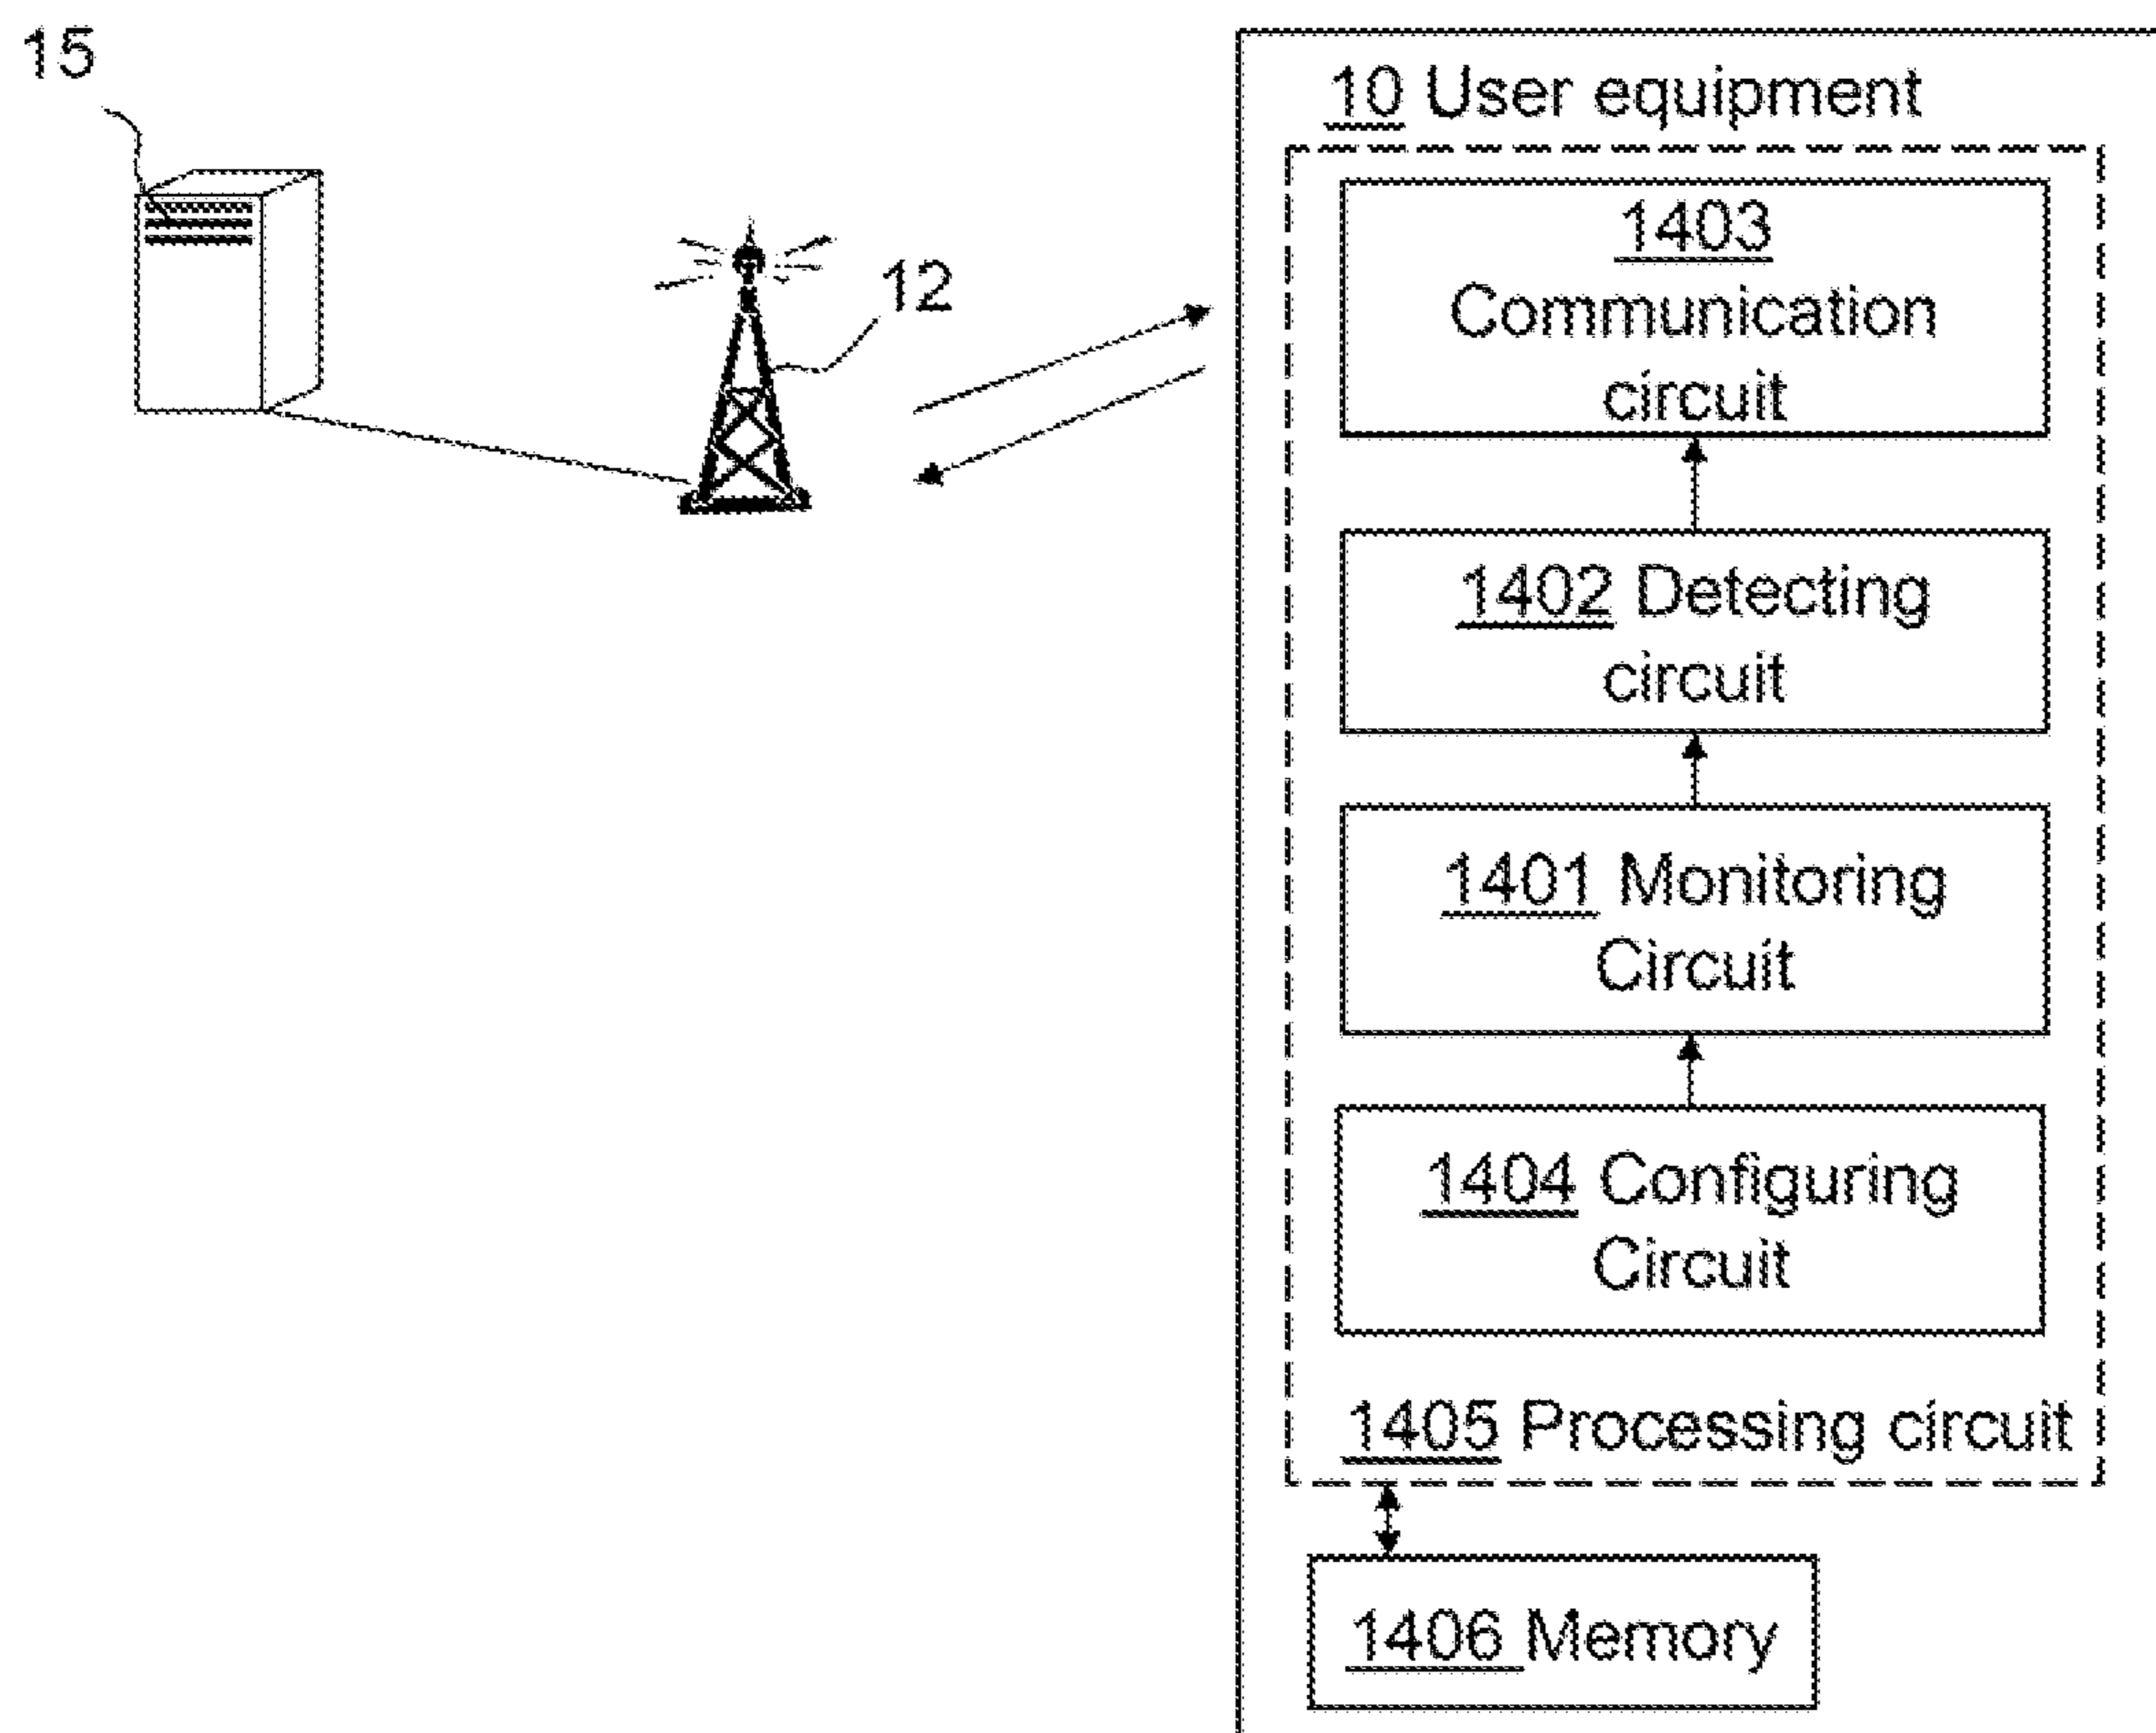 15
12
10 User equipment
1403
Communication
circuit
1402 Detecting
circuit
1401 Monitoring
Circuit
1404 Configuring
Circuit
1405 Processing circuit
1406 Memory